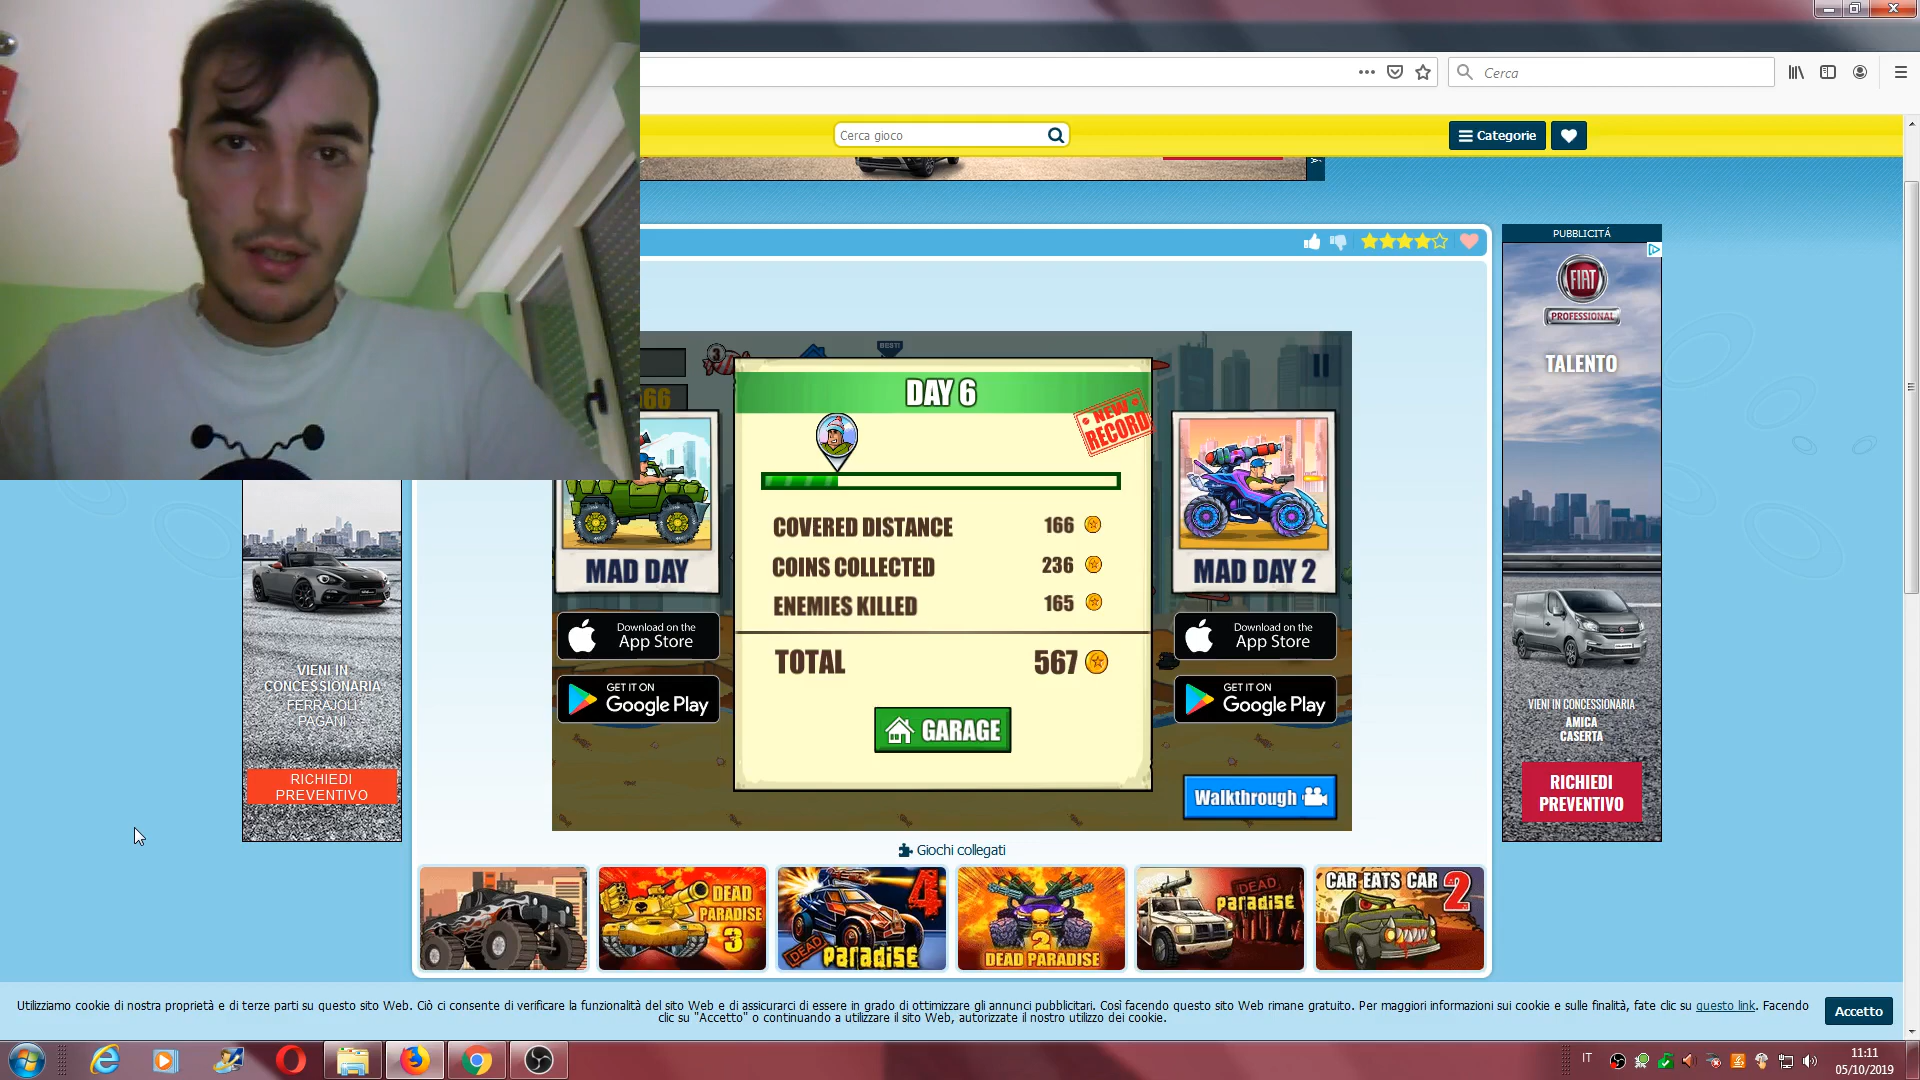 Cerca
Cerca gioco
Categorie
PUBBLICITÁ
FIAT
PROFESSIONAL
TALENTO
3
BEST!
66
DAY 6
NEW
RECORD
COVERED DISTANCE 166
COINS COLLECTED 236
ENEMIES KILLED 165
TOTAL 567
GARAGE
MAD DAY
Download on the
App Store
GET IT ON
Google Play
MAD DAY 2
Download on the
App Store
GET IT ON
Google Play
Walkthrough
VIENI IN
CONCESSIONARIA
FERRAJOLI
PAGANI
RICHIEDI
PREVENTIVO
VIENI IN CONCESSIONARIA
AMICA
CASERTA
RICHIEDI
PREVENTIVO
Giochi collegati
DEAD
PARADISE
3
4
DEAD
PARADISE
2
DEAD PARADISE
DEAD
PARADISE
CAR EATS CAR 2
Utilizziamo cookie di nostra proprietà e di terze parti su questo sito Web. Ciò ci consente di verificare la funzionalità del sito Web e di assicurarci di essere in grado di ottimizzare gli annunci pubblicitari. Così facendo questo sito Web rimane gratuito. Per maggiori informazioni sui cookie e sulle finalità, fate clic su questo link. Facendo
clic su "Accetto" o continuando a utilizzare il sito Web, autorizzate il nostro utilizzo dei cookie.
Accetto
IT
11:11
05/10/2019